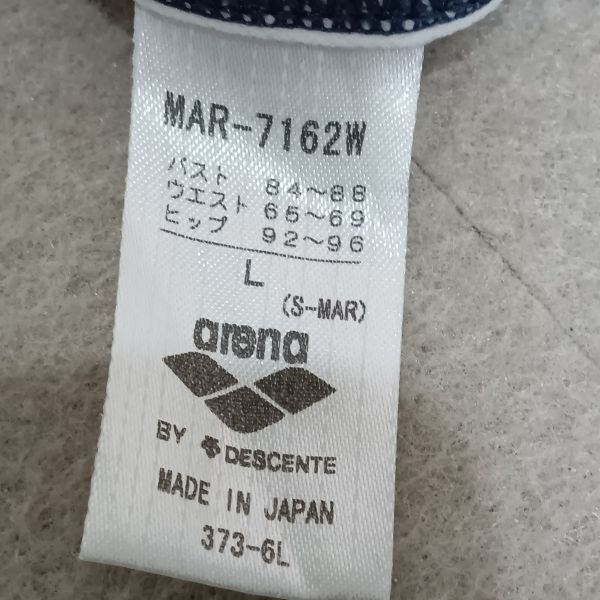 MAR-7162W
バスト 84～88
ウエスト 65～69
ヒップ 92～96
L
(S-MAR)
arena
BY DESCENTE
MADE IN JAPAN
373-6L